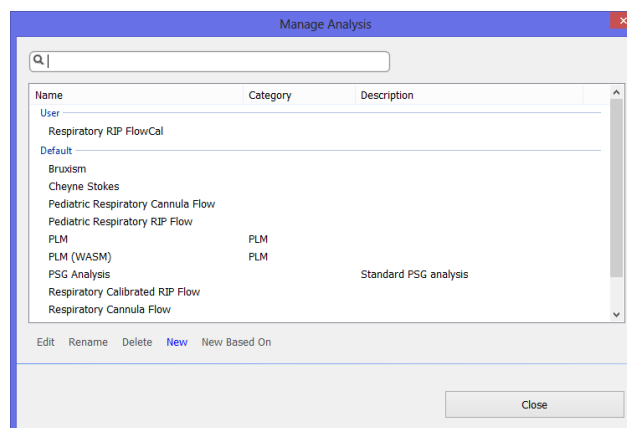 Manage Analysis
Name Category Description
User
Respiratory RIP FlowCal
Default
Bruxism
Cheyne Stokes
Pediatric Respiratory Cannula Flow
Pediatric Respiratory RIP Flow
PLM PLM
PLM (WASM) PLM
PSG Analysis Standard PSG analysis
Respiratory Calibrated RIP Flow
Respiratory Cannula Flow
Edit Rename Delete New New Based On
Close